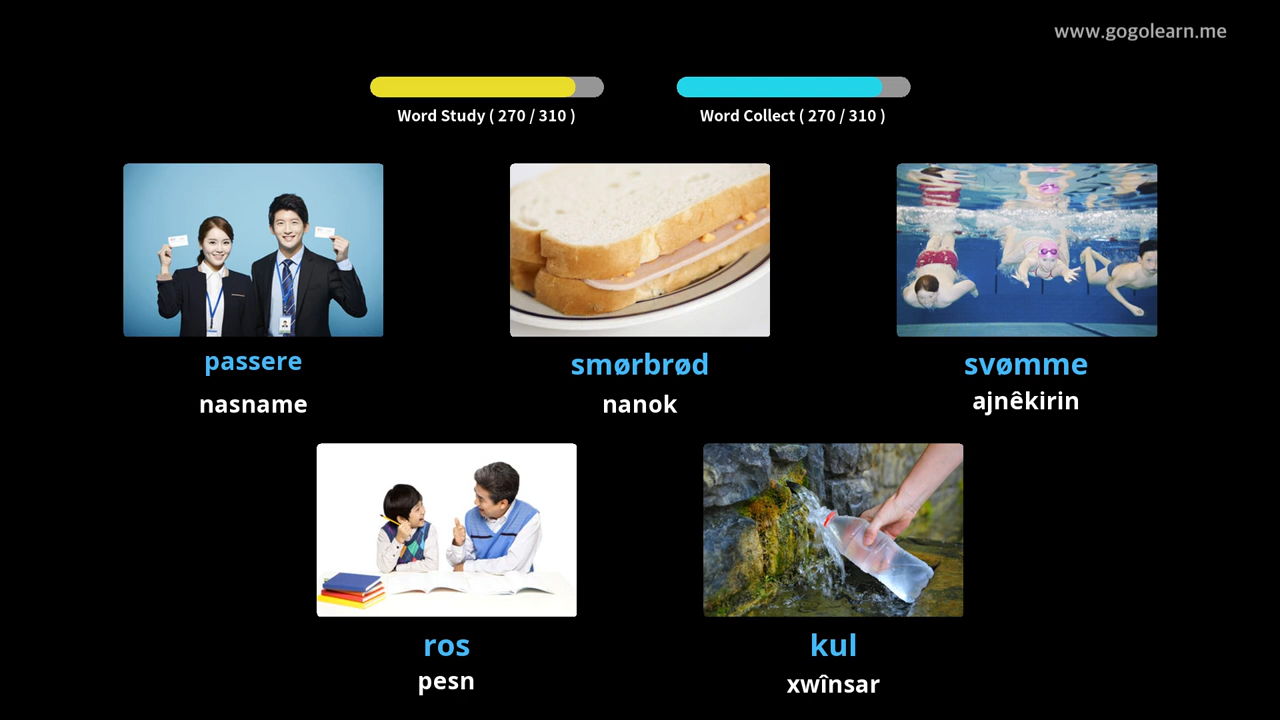 www.gogolearn.me
Word Study ( 270 / 310 )
Word Collect ( 270 / 310 )
passere
smørbrød
svømme
nasname
nanok
ajnêkirin
ros
kul
pesn
xwînsar